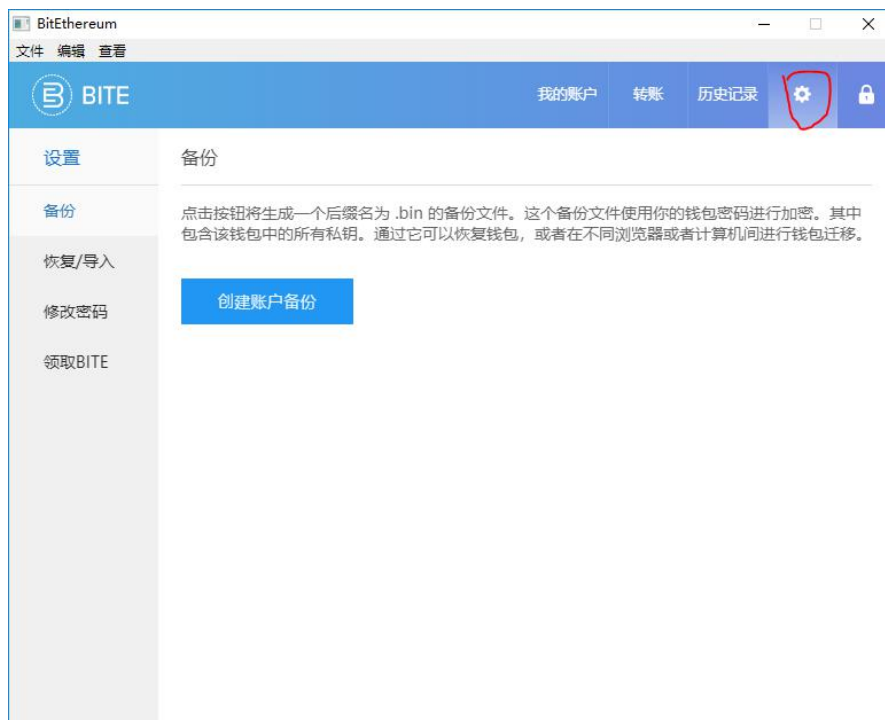 BitEthereum
文件 编辑 查看
BITE 我的账户 转账 历史记录
设置
备份
恢复/导入
修改密码
领取BITE
备份
点击按钮将生成一个后缀名为 .bin 的备份文件。这个备份文件使用你的钱包密码进行加密。其中
包含该钱包中的所有私钥。通过它可以恢复钱包，或者在不同浏览器或者计算机间进行钱包迁移。
创建账户备份